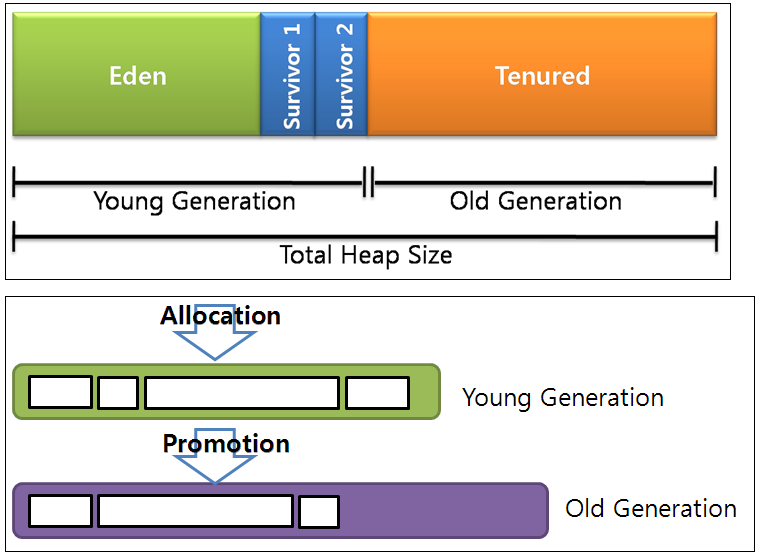 Eden
Survivor 1
Survivor 2
Tenured
Young Generation
Old Generation
Total Heap Size
Allocation
Young Generation
Promotion
Old Generation